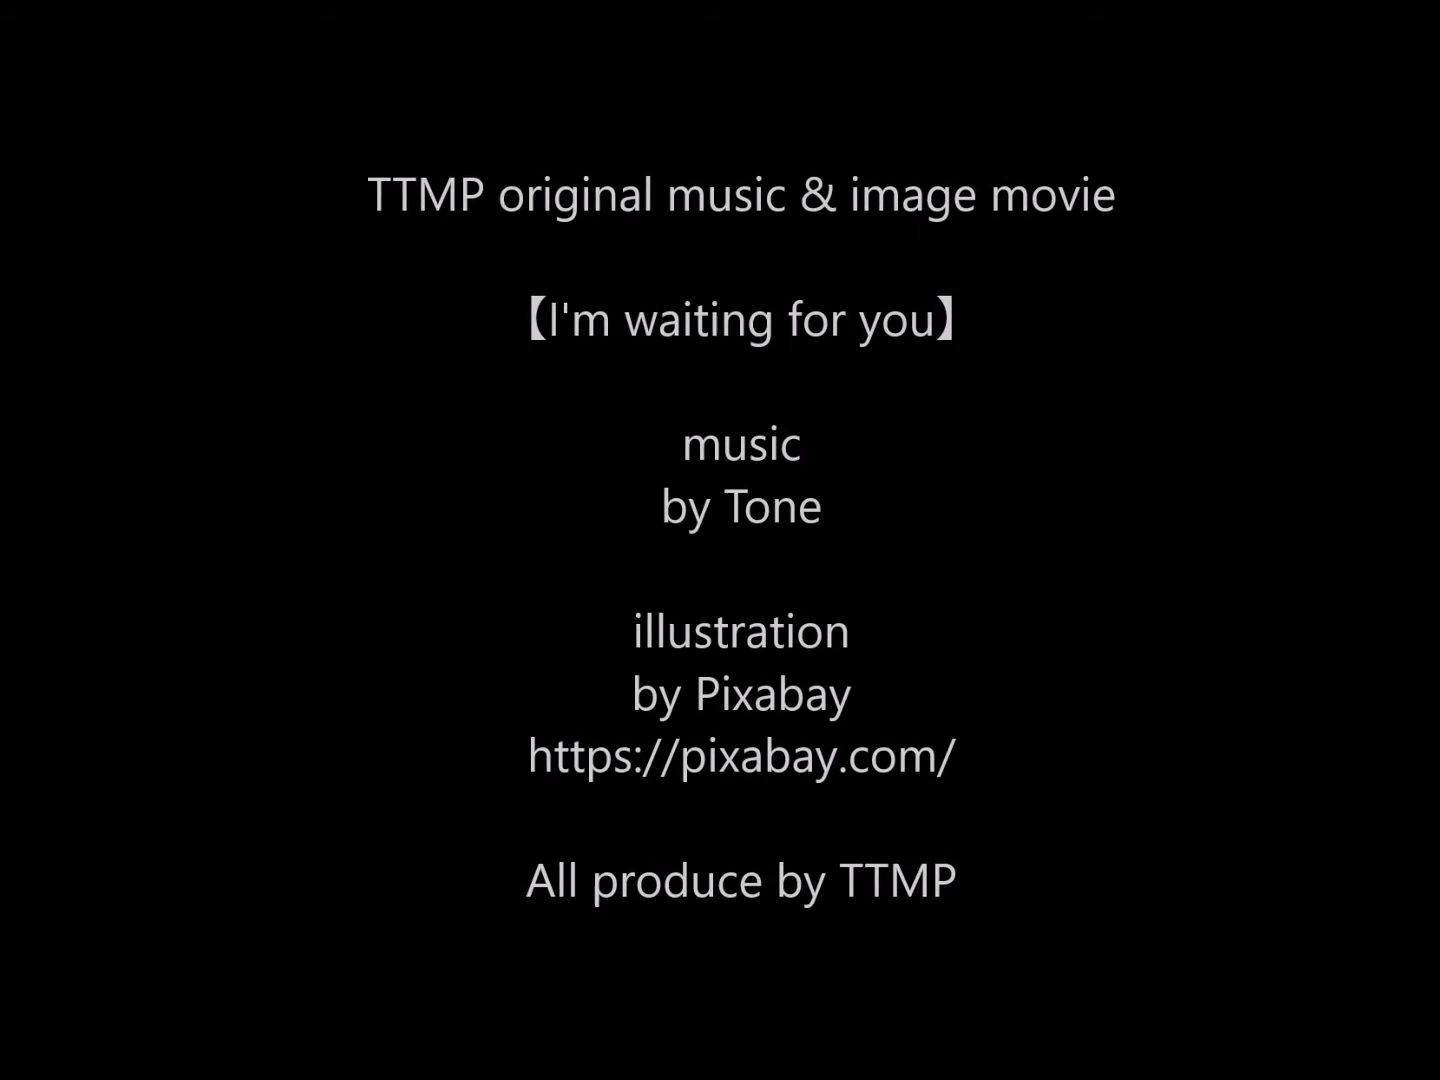 TTMP original music & image movie
【I'm waiting for you】
music
by Tone
illustration
by Pixabay
https://pixabay.com/
All produce by TTMP